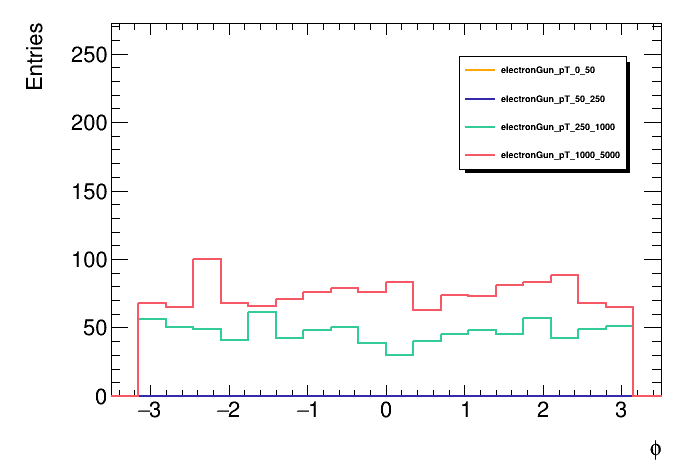 Entries
250
200
150
100
50
0
electronGun_pT_0_50
electronGun_pT_50_250
electronGun_pT_250_1000
electronGun_pT_1000_5000
−3 −2 −1 0 1 2 3
ϕ